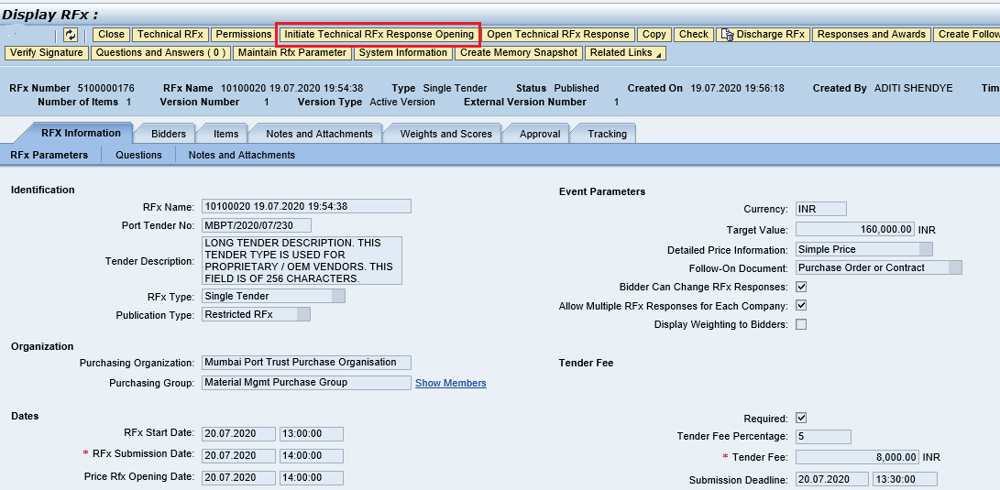 Display RFx :
Close Technical RFx Permissions Initiate Technical RFx Response Opening Open Technical RFx Response Copy Check Discharge RFx Responses and Awards Create Follow
Verify Signature Questions and Answers ( 0 ) Maintain Rfx Parameter System Information Create Memory Snapshot Related Links
RFx Number 5100000176 RFx Name 10100020 19.07.2020 19:54:38 Type Single Tender Status Published Created On 19.07.2020 19:56:18 Created By ADITI SHENDYE Tim
Number of Items 1 Version Number 1 Version Type Active Version External Version Number 1
RFX Information Bidders Items Notes and Attachments Weights and Scores Approval Tracking
RFx Parameters Questions Notes and Attachments
Identification
RFx Name: 10100020 19.07.2020 19:54:38
Port Tender No: MBPT/2020/07/230
Tender Description: LONG TENDER DESCRIPTION. THIS
TENDER TYPE IS USED FOR
PROPRIETARY / OEM VENDORS. THIS
FIELD IS OF 256 CHARACTERS.
RFx Type: Single Tender
Publication Type: Restricted RFx
Event Parameters
Currency: INR
Target Value: 160,000.00 INR
Detailed Price Information: Simple Price
Follow-On Document: Purchase Order or Contract
Bidder Can Change RFx Responses:
Allow Multiple RFx Responses for Each Company:
Display Weighting to Bidders:
Organization
Purchasing Organization: Mumbai Port Trust Purchase Organisation
Purchasing Group: Material Mgmt Purchase Group Show Members
Tender Fee
Dates
RFx Start Date: 20.07.2020 13:00:00
* RFx Submission Date: 20.07.2020 14:00:00
Price Rfx Opening Date: 20.07.2020 14:00:00
Required:
Tender Fee Percentage: 5
* Tender Fee: 8,000.00 INR
Submission Deadline: 20.07.2020 13:30:00